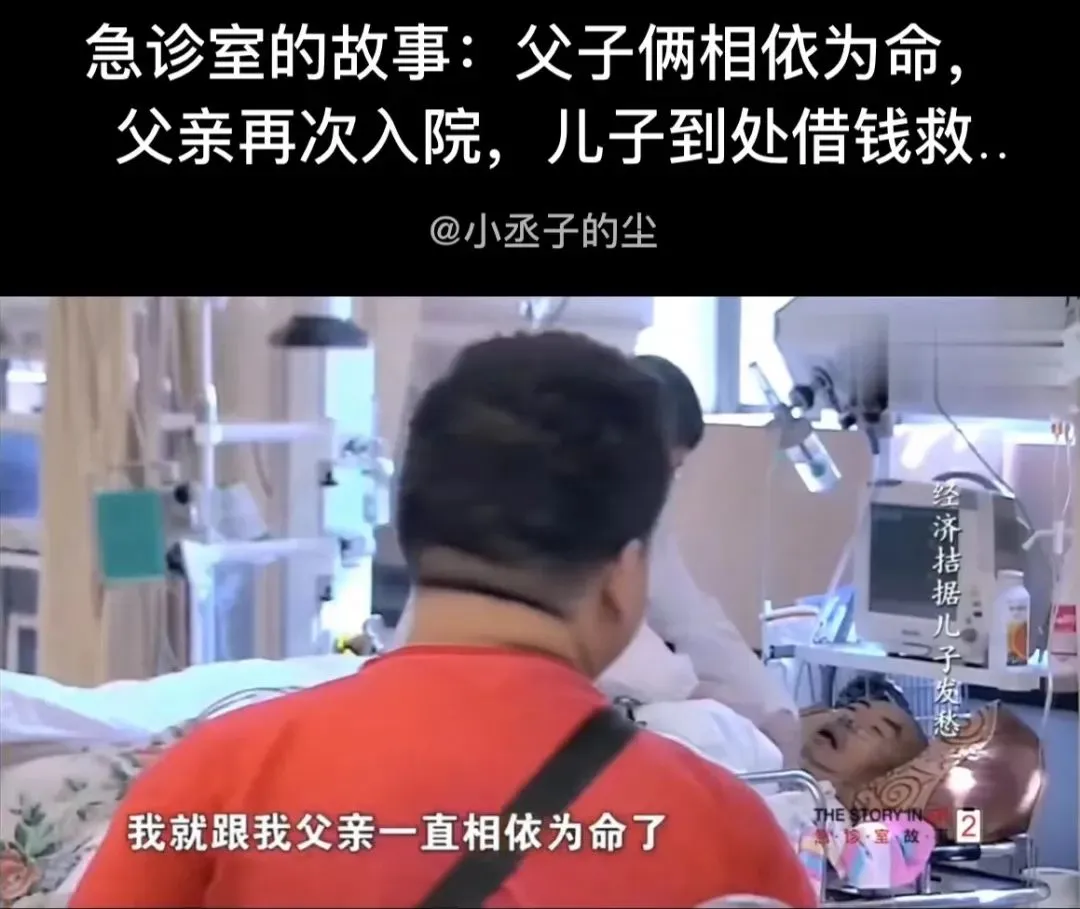 急诊室的故事：父子俩相依为命，
父亲再次入院，儿子到处借钱救..
@小丞子的尘
经济拮据儿子发愁
我就跟我父亲一直相依为命了
THE STORY IN
急·诊·室·故
2